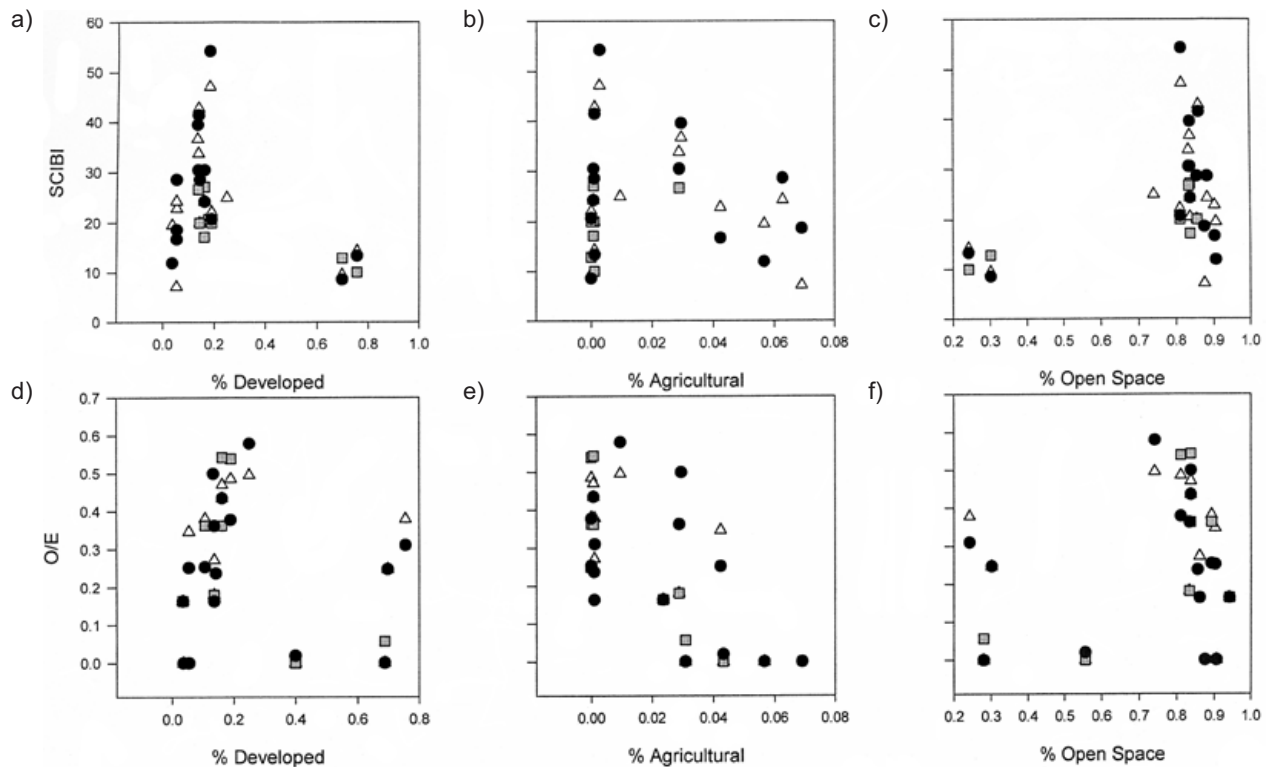 a)
b)
c)
60
50
40
30
20
10
0
SCIBI
0.0 0.2 0.4 0.6 0.8 1.0
0.00 0.02 0.04 0.06 0.08
0.2 0.3 0.4 0.5 0.6 0.7 0.8 0.9 1.0
% Developed
% Agricultural
% Open Space
d)
e)
f)
0.7
0.6
0.5
0.4
0.3
0.2
0.1
0.0
O/E
0.0 0.2 0.4 0.6 0.8
0.00 0.02 0.04 0.06 0.08
0.2 0.3 0.4 0.5 0.6 0.7 0.8 0.9 1.0
% Developed
% Agricultural
% Open Space